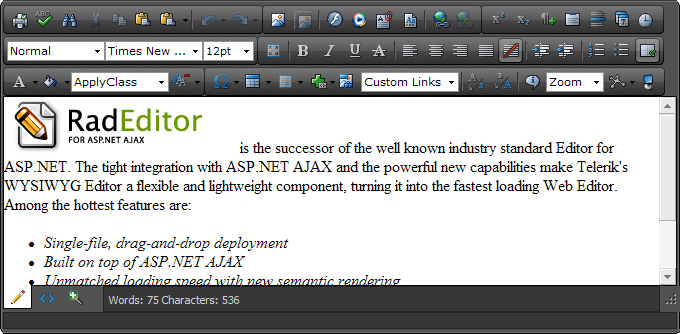 ABC
x² x₂ ¶
Normal Times New ... 12pt B I U
A ApplyClass Ω Custom Links Zoom
RadEditor
FOR ASP.NET AJAX
is the successor of the well known industry standard Editor for
ASP.NET. The tight integration with ASP.NET AJAX and the powerful new capabilities make Telerik's
WYSIWYG Editor a flexible and lightweight component, turning it into the fastest loading Web Editor.
Among the hottest features are:
Single-file, drag-and-drop deployment
Built on top of ASP.NET AJAX
Unmatched loading speed with new semantic rendering
Words: 75 Characters: 536